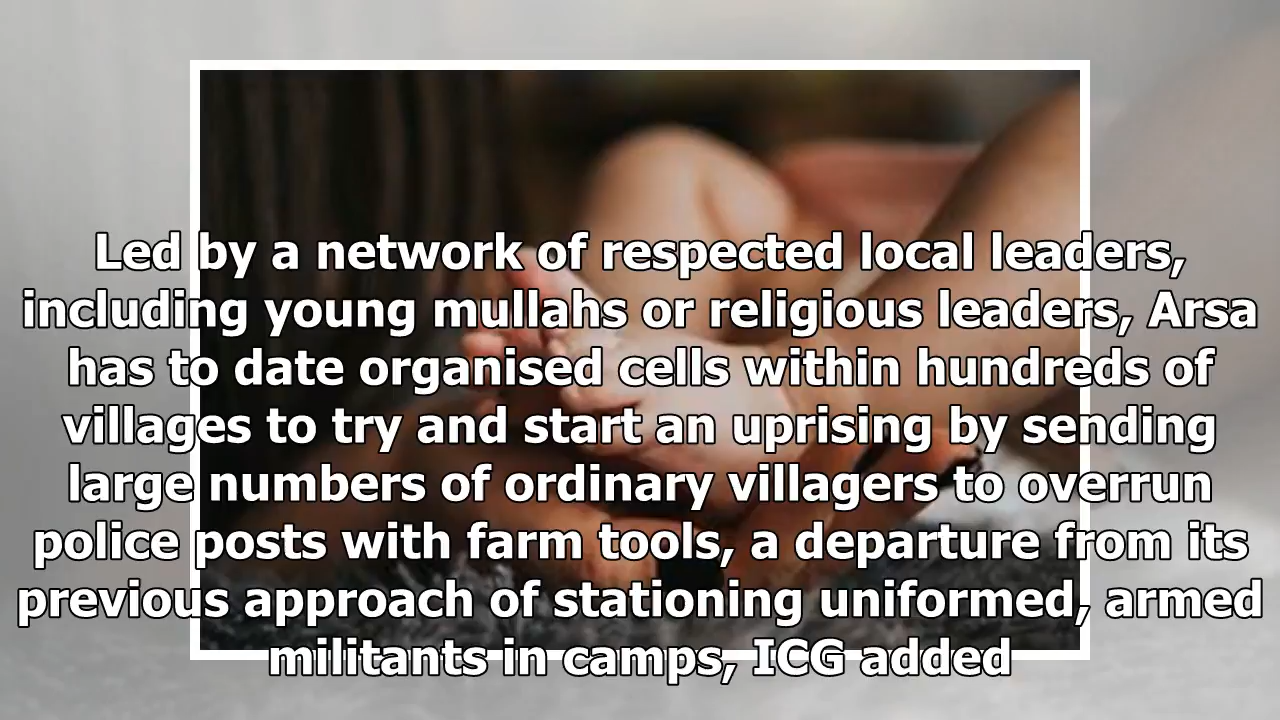 Led by a network of respected local leaders,
including young mullahs or religious leaders, Arsa
has to date organised cells within hundreds of
villages to try and start an uprising by sending
large numbers of ordinary villagers to overrun
police posts with farm tools, a departure from its
previous approach of stationing uniformed, armed
militants in camps, ICG added